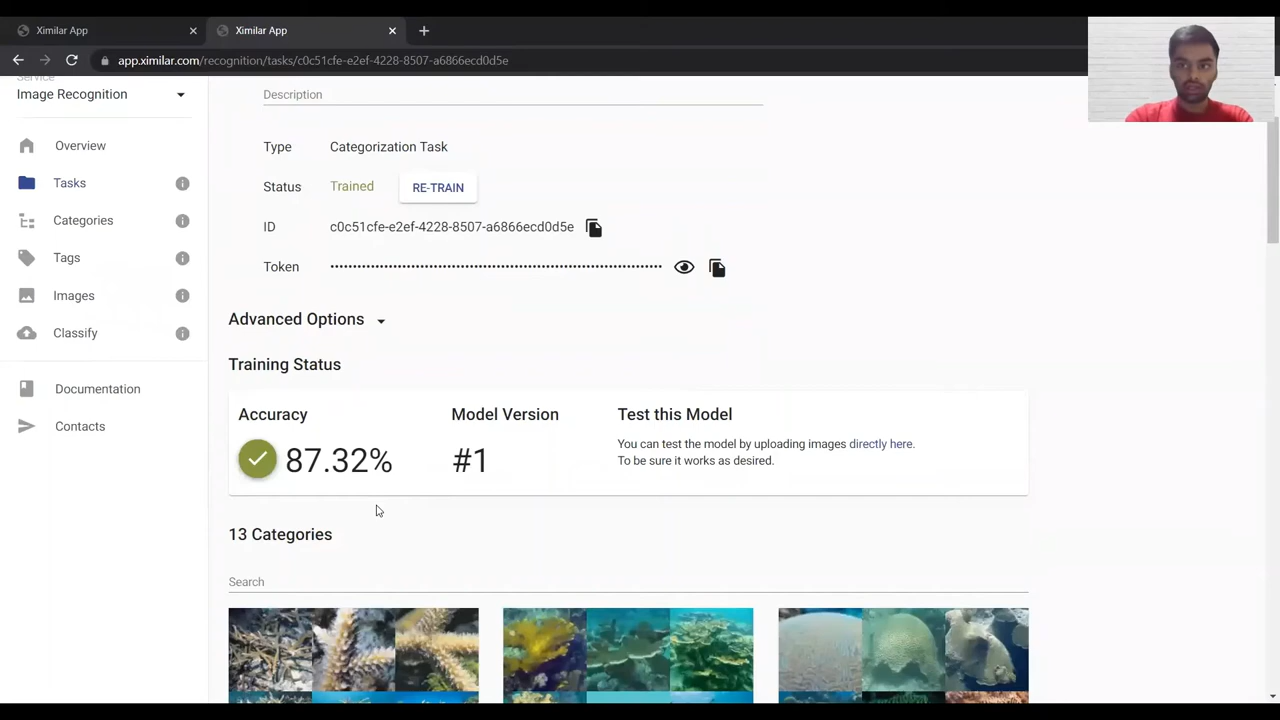 Ximilar App
Ximilar App
app.ximilar.com/recognition/tasks/c0c51cfe-e2ef-4228-8507-a6866ecd0d5e
Service
Image Recognition
Overview
Tasks
Categories
Tags
Images
Classify
Documentation
Contacts
Description
Type Categorization Task
Status Trained RE-TRAIN
ID c0c51cfe-e2ef-4228-8507-a6866ecd0d5e
Token
Advanced Options
Training Status
Accuracy Model Version Test this Model
87.32% #1
You can test the model by uploading images directly here.
To be sure it works as desired.
13 Categories
Search